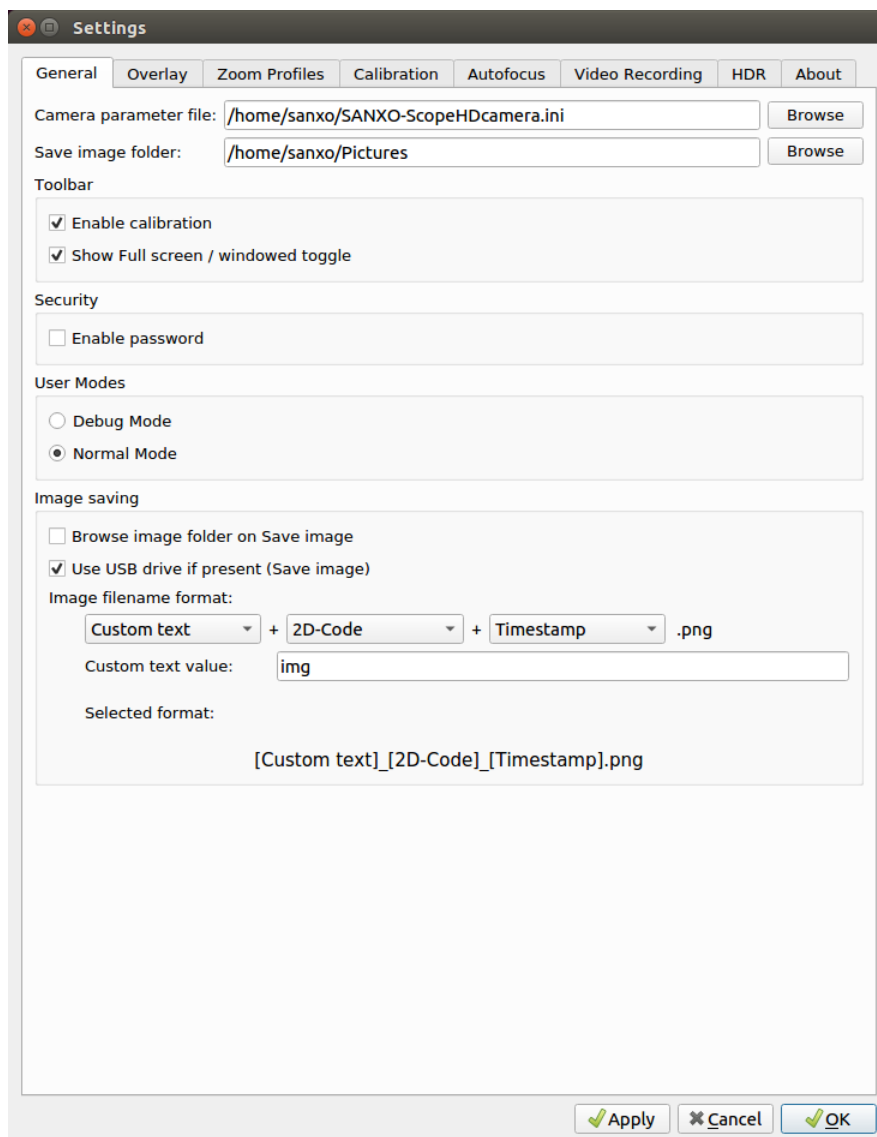 Settings
General Overlay Zoom Profiles Calibration Autofocus Video Recording HDR About
Camera parameter file: /home/sanxo/SANXO-ScopeHDcamera.ini Browse
Save image folder: /home/sanxo/Pictures Browse
Toolbar
Enable calibration
Show Full screen / windowed toggle
Security
Enable password
User Modes
Debug Mode
Normal Mode
Image saving
Browse image folder on Save image
Use USB drive if present (Save image)
Image filename format:
Custom text + 2D-Code + Timestamp .png
Custom text value: img
Selected format:
[Custom text]_[2D-Code]_[Timestamp].png
Apply Cancel OK